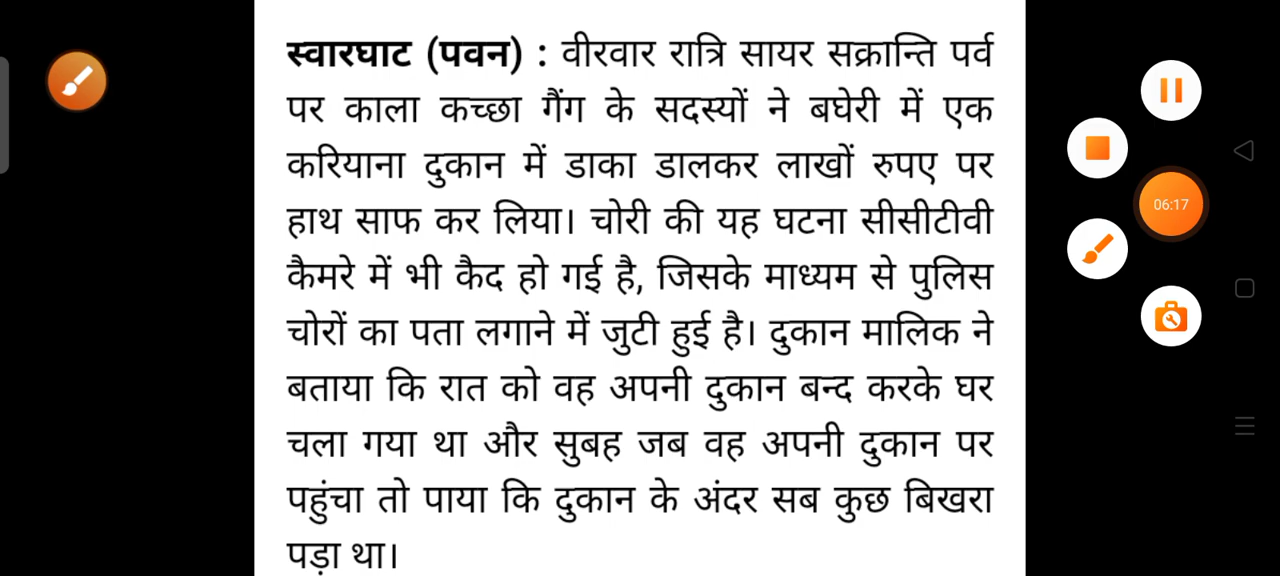 स्वारघाट (पवन) : वीरवार रात्रि सायर सक्रान्ति पर्व
पर काला कच्छा गैंग के सदस्यों ने बघेरी में एक
करियाना दुकान में डाका डालकर लाखों रुपए पर
हाथ साफ कर लिया। चोरी की यह घटना सीसीटीवी
कैमरे में भी कैद हो गई है, जिसके माध्यम से पुलिस
चोरों का पता लगाने में जुटी हुई है। दुकान मालिक ने
बताया कि रात को वह अपनी दुकान बन्द करके घर
चला गया था और सुबह जब वह अपनी दुकान पर
पहुंचा तो पाया कि दुकान के अंदर सब कुछ बिखरा
पड़ा था।
06:17